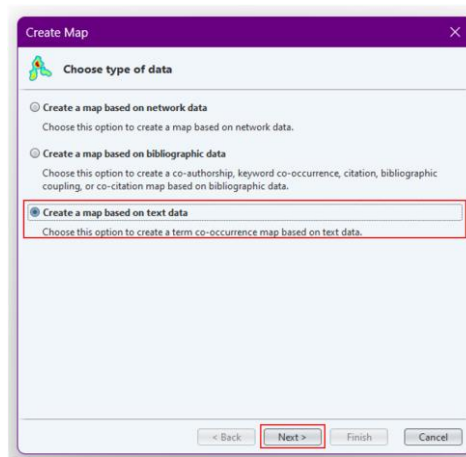 Create Map
Choose type of data
Create a map based on network data
Choose this option to create a map based on network data.
Create a map based on bibliographic data
Choose this option to create a co-authorship, keyword co-occurrence, citation, bibliographic
coupling, or co-citation map based on bibliographic data.
Create a map based on text data
Choose this option to create a term co-occurrence map based on text data.
< Back Next > Finish Cancel